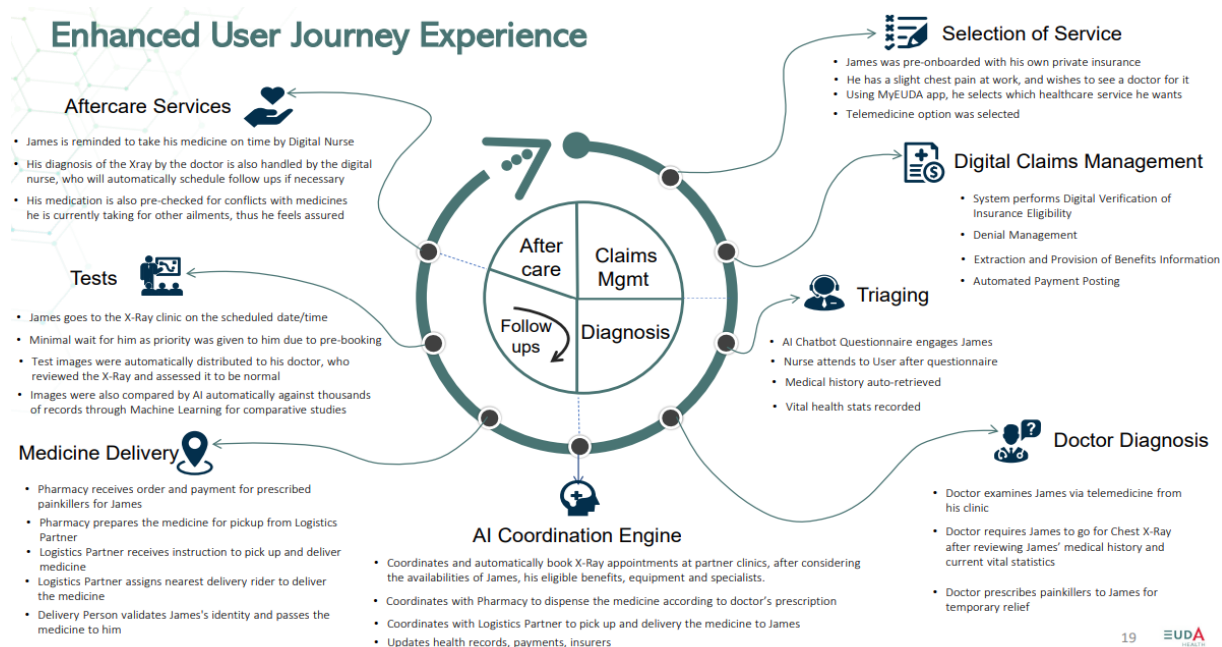 Enhanced User Journey Experience
Selection of Service
• James was pre-onboarded with his own private insurance
• He has a slight chest pain at work, and wishes to see a doctor for it
• Using MyEUDA app, he selects which healthcare service he wants
• Telemedicine option was selected
Digital Claims Management
• System performs Digital Verification of
Insurance Eligibility
• Denial Management
• Extraction and Provision of Benefits Information
• Automated Payment Posting
Triaging
• AI Chatbot Questionnaire engages James
• Nurse attends to User after questionnaire
• Medical history auto-retrieved
• Vital health stats recorded
Doctor Diagnosis
• Doctor examines James via telemedicine from
his clinic
• Doctor requires James to go for Chest X-Ray
after reviewing James' medical history and
current vital statistics
• Doctor prescribes painkillers to James for
temporary relief
AI Coordination Engine
• Coordinates and automatically book X-Ray appointments at partner clinics, after considering
the availabilities of James, his eligible benefits, equipment and specialists.
• Coordinates with Pharmacy to dispense the medicine according to doctor's prescription
• Coordinates with Logistics Partner to pick up and delivery the medicine to James
• Updates health records, payments, insurers
Medicine Delivery
• Pharmacy receives order and payment for prescribed
painkillers for James
• Pharmacy prepares the medicine for pickup from Logistics
Partner
• Logistics Partner receives instruction to pick up and deliver
medicine
• Logistics Partner assigns nearest delivery rider to deliver
the medicine
• Delivery Person validates James's identity and passes the
medicine to him
Tests
• James goes to the X-Ray clinic on the scheduled date/time
• Minimal wait for him as priority was given to him due to pre-booking
• Test images were automatically distributed to his doctor, who
reviewed the X-Ray and assessed it to be normal
• Images were also compared by AI automatically against thousands
of records through Machine Learning for comparative studies
Aftercare Services
• James is reminded to take his medicine on time by Digital Nurse
• His diagnosis of the Xray by the doctor is also handled by the digital
nurse, who will automatically schedule follow ups if necessary
• His medication is also pre-checked for conflicts with medicines
he is currently taking for other ailments, thus he feels assured
After
care
Claims
Mgmt
Follow
ups
Diagnosis
19
EUDA
HEALTH